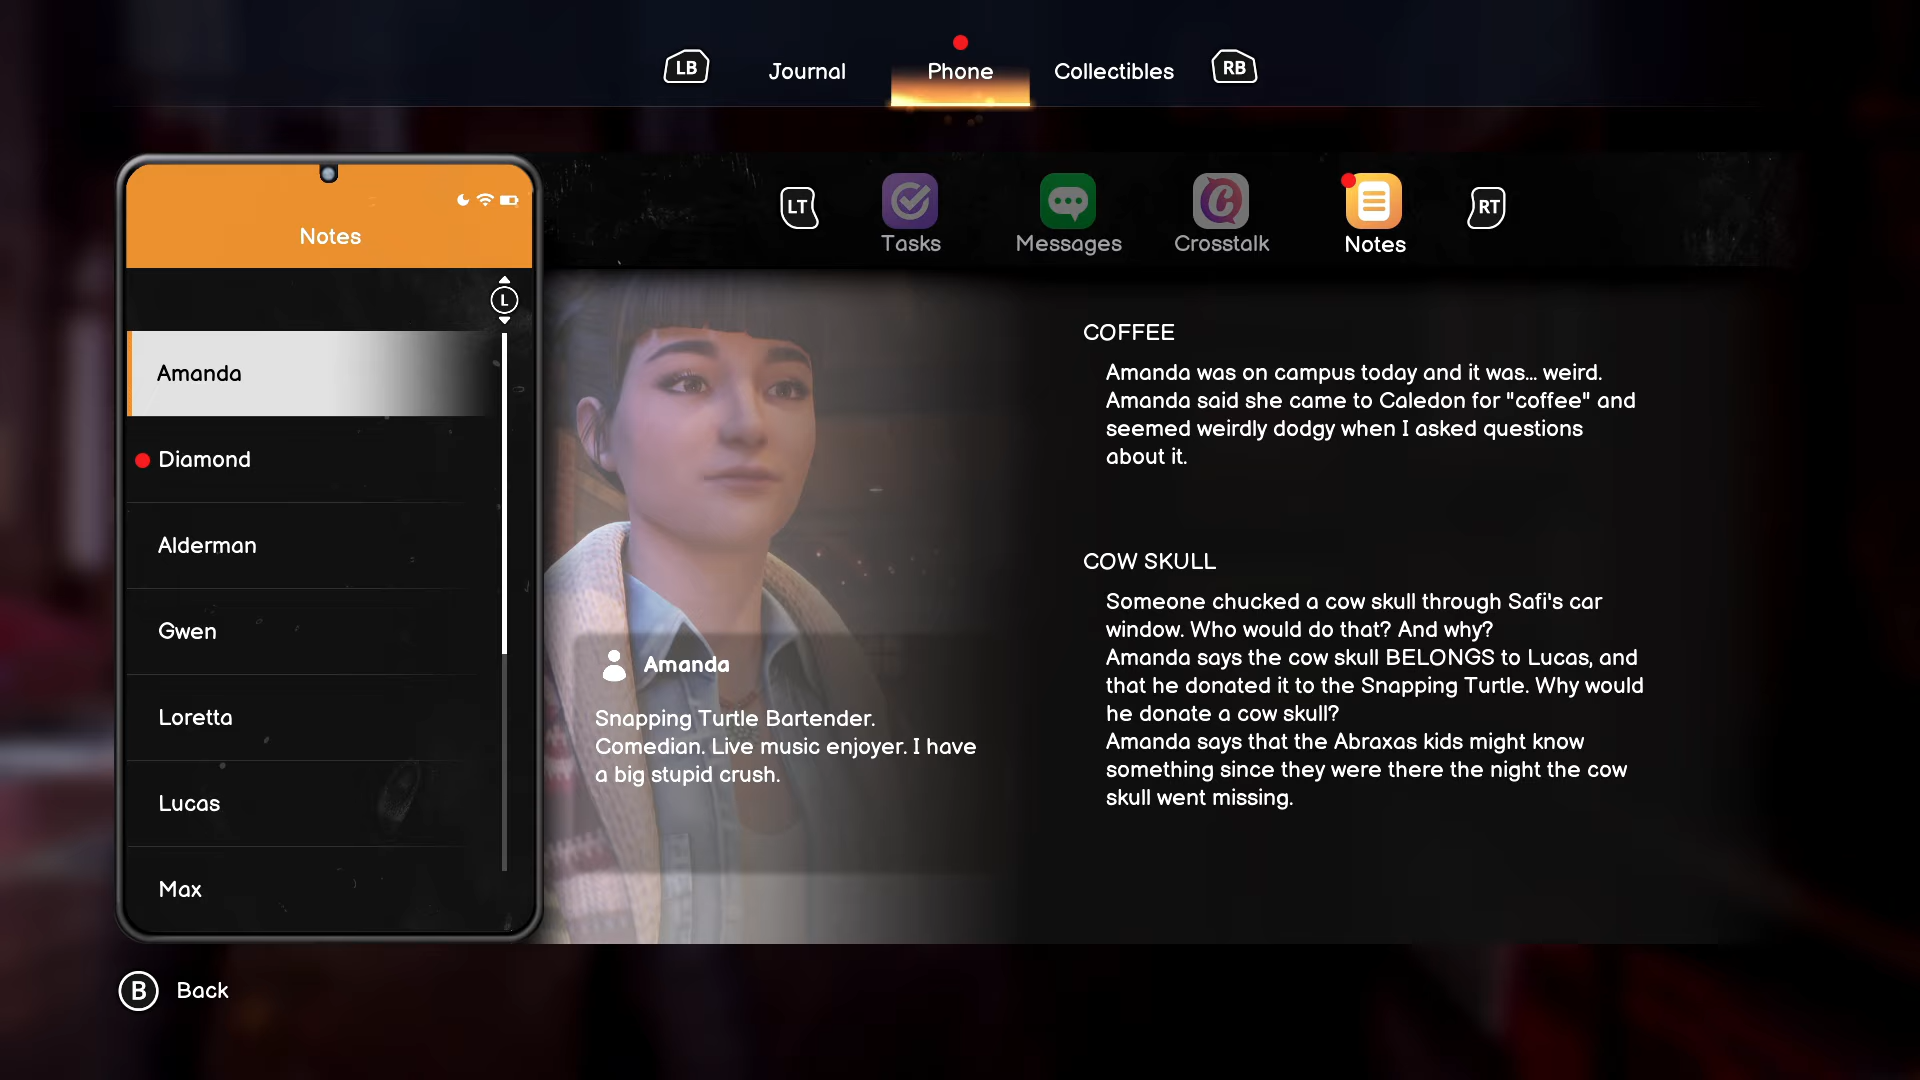 LB
Journal
Phone
Collectibles
RB
Notes
LT
Tasks
Messages
Crosstalk
Notes
RT
L
Amanda
Diamond
Alderman
Gwen
Loretta
Lucas
Max
Amanda
Snapping Turtle Bartender.
Comedian. Live music enjoyer. I have
a big stupid crush.
COFFEE
Amanda was on campus today and it was... weird.
Amanda said she came to Caledon for "coffee" and
seemed weirdly dodgy when I asked questions
about it.
COW SKULL
Someone chucked a cow skull through Safi's car
window. Who would do that? And why?
Amanda says the cow skull BELONGS to Lucas, and
that he donated it to the Snapping Turtle. Why would
he donate a cow skull?
Amanda says that the Abraxas kids might know
something since they were there the night the cow
skull went missing.
B
Back